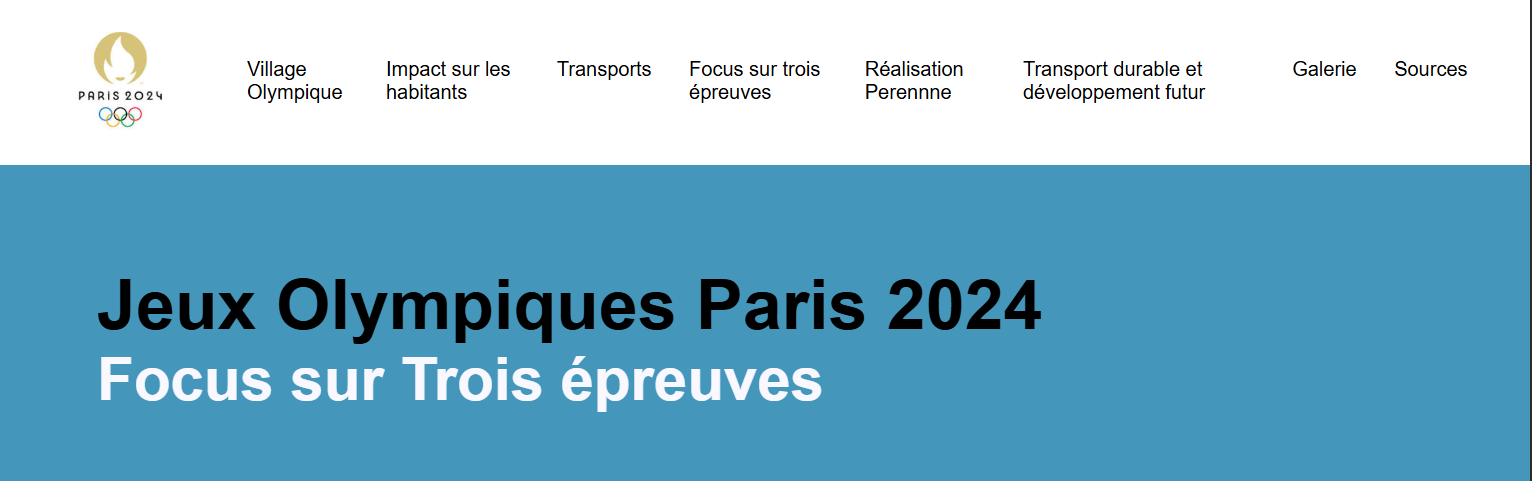 PARIS 2024
Village
Olympique
Impact sur les
habitants
Transports
Focus sur trois
épreuves
Réalisation
Perennne
Transport durable et
développement futur
Galerie
Sources
Jeux Olympiques Paris 2024
Focus sur Trois épreuves